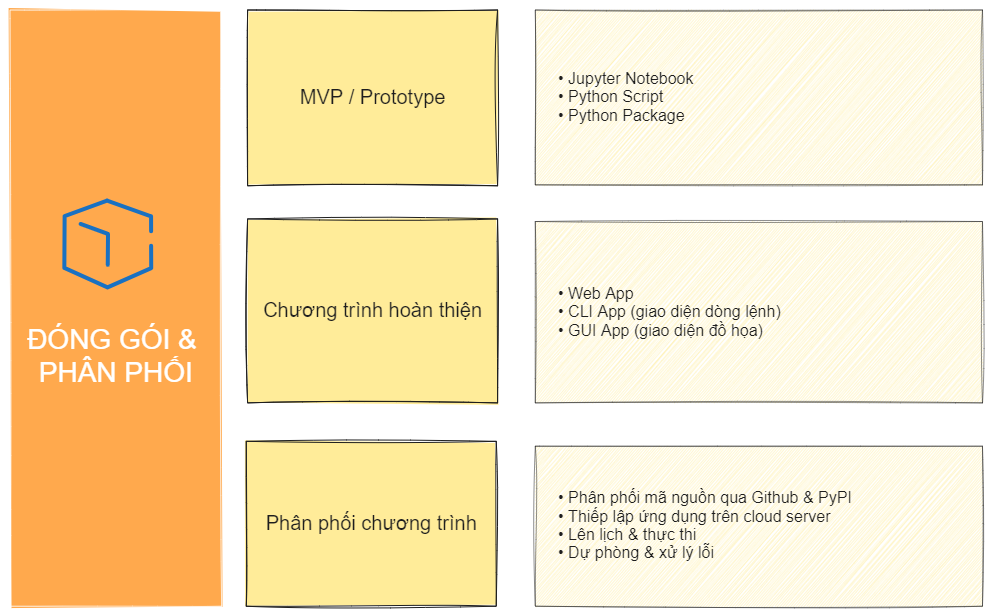 ĐÓNG GÓI &
PHÂN PHỐI
MVP / Prototype
• Jupyter Notebook
• Python Script
• Python Package
Chương trình hoàn thiện
• Web App
• CLI App (giao diện dòng lệnh)
• GUI App (giao diện đồ họa)
Phân phối chương trình
• Phân phối mã nguồn qua Github & PyPI
• Thiếp lập ứng dụng trên cloud server
• Lên lịch & thực thi
• Dự phòng & xử lý lỗi